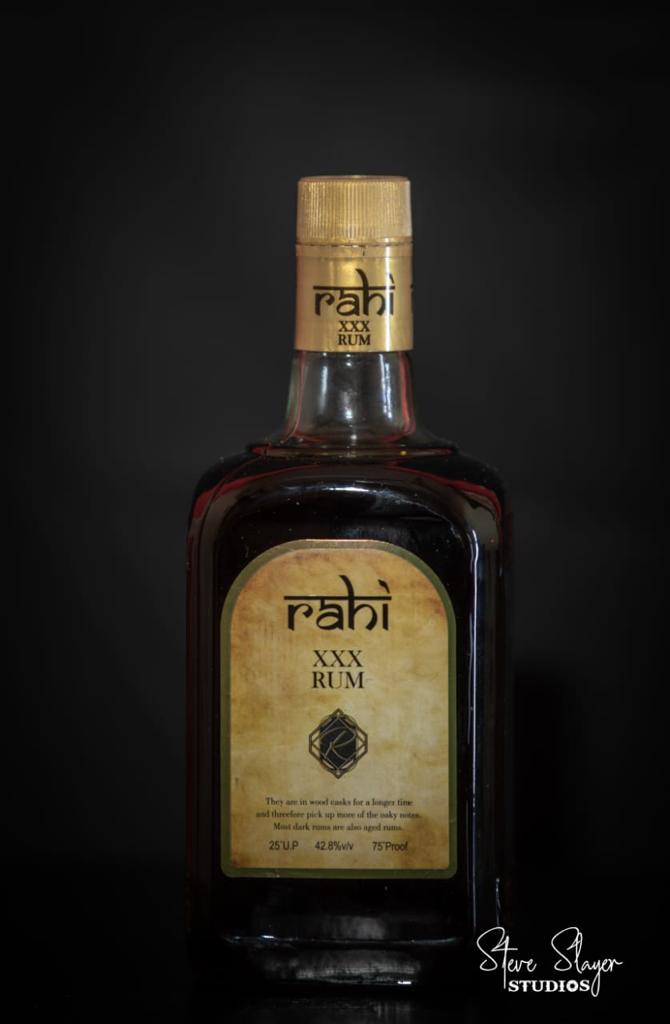 rahi
XXX
RUM
rahi
XXX
RUM
R
They are in wood casks for a longer time
and threefore pick up more of the oaky notes.
Most dark rums are also aged rums.
25°U.P 42.8%v/v 75°Proof
Steve Slayer
STUDIOS